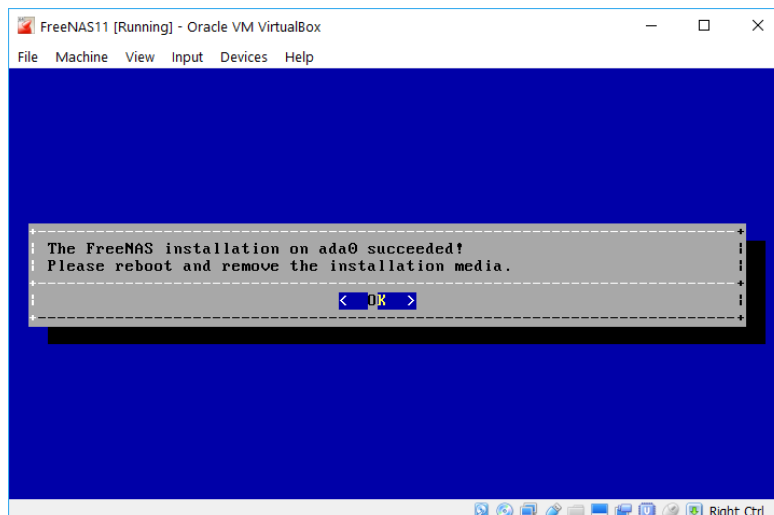 FreeNAS11 [Running] - Oracle VM VirtualBox
File Machine View Input Devices Help
The FreeNAS installation on ada0 succeeded!
Please reboot and remove the installation media.
< OK >
Right Ctrl